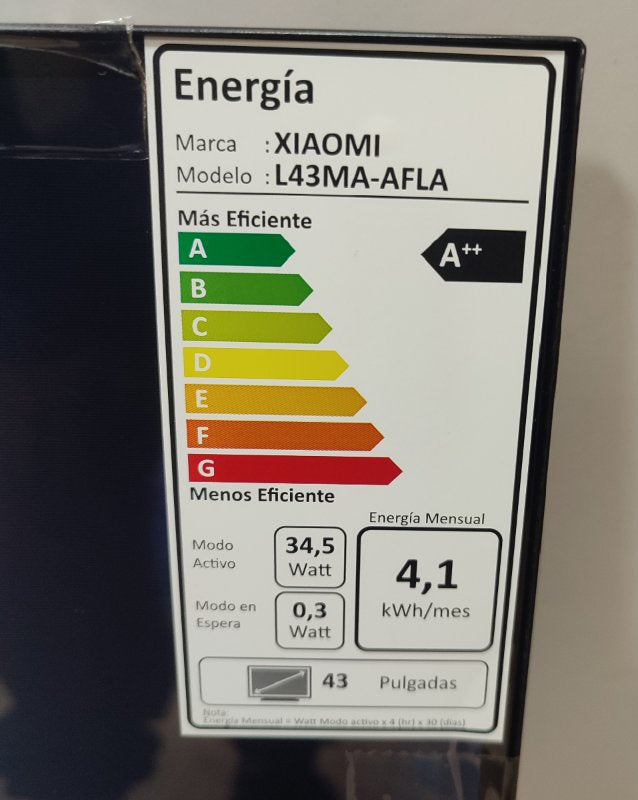 Energía
Marca : XIAOMI
Modelo : L43MA-AFLA
Más Eficiente
A
A++
B
C
D
E
F
G
Menos Eficiente
Energía Mensual
Modo Activo
34,5 Watt
4,1 kWh/mes
Modo en Espera
0,3 Watt
43 Pulgadas
Nota:
Energía Mensual = Watt Modo activo x 4 (hr) x 30 (días)